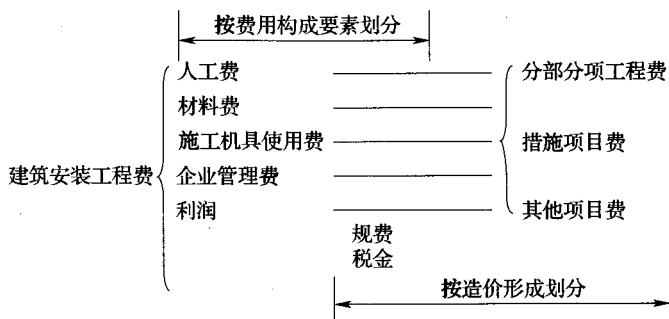 按费用构成要素划分
人工费
分部分项工程费
材料费
施工机具使用费
措施项目费
建筑安装工程费
企业管理费
利润
其他项目费
规费
税金
按造价形成划分